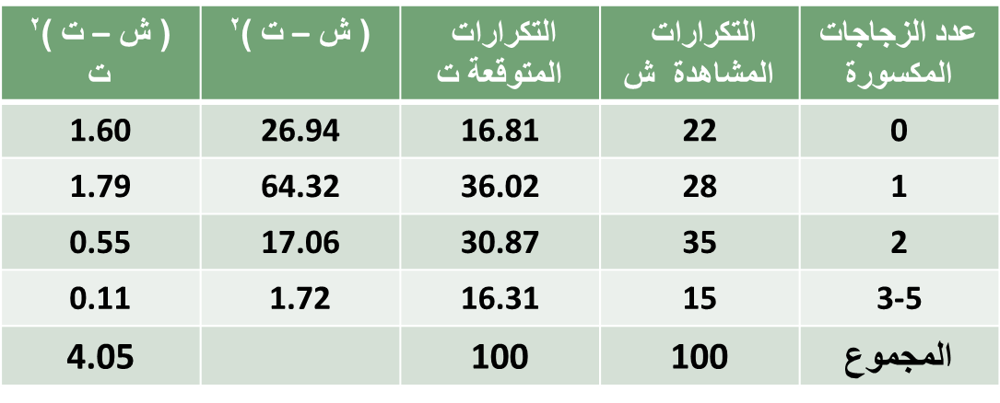 عدد الزجاجات المكسورة | التكرارات المشاهدة ش | التكرارات المتوقعة ت | ( ش – ت )٢ | ( ش – ت )٢ ت
0 | 22 | 16.81 | 26.94 | 1.60
1 | 28 | 36.02 | 64.32 | 1.79
2 | 35 | 30.87 | 17.06 | 0.55
3-5 | 15 | 16.31 | 1.72 | 0.11
المجموع | 100 | 100 | | 4.05